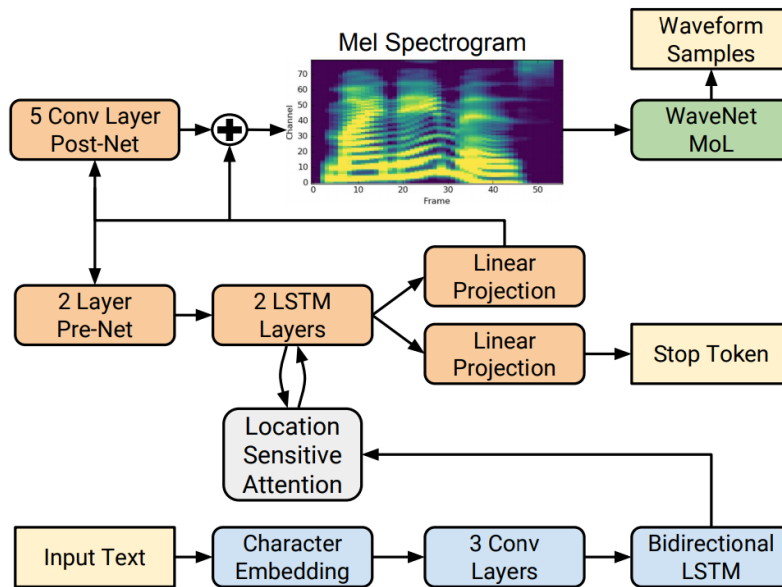 Waveform
Samples
Mel Spectrogram
5 Conv Layer
Post-Net
WaveNet
MoL
Channel
70
60
50
40
30
20
10
0
0
10
20
30
40
50
Frame
2 Layer
Pre-Net
2 LSTM
Layers
Linear
Projection
Linear
Projection
Stop Token
Location
Sensitive
Attention
Input Text
Character
Embedding
3 Conv
Layers
Bidirectional
LSTM